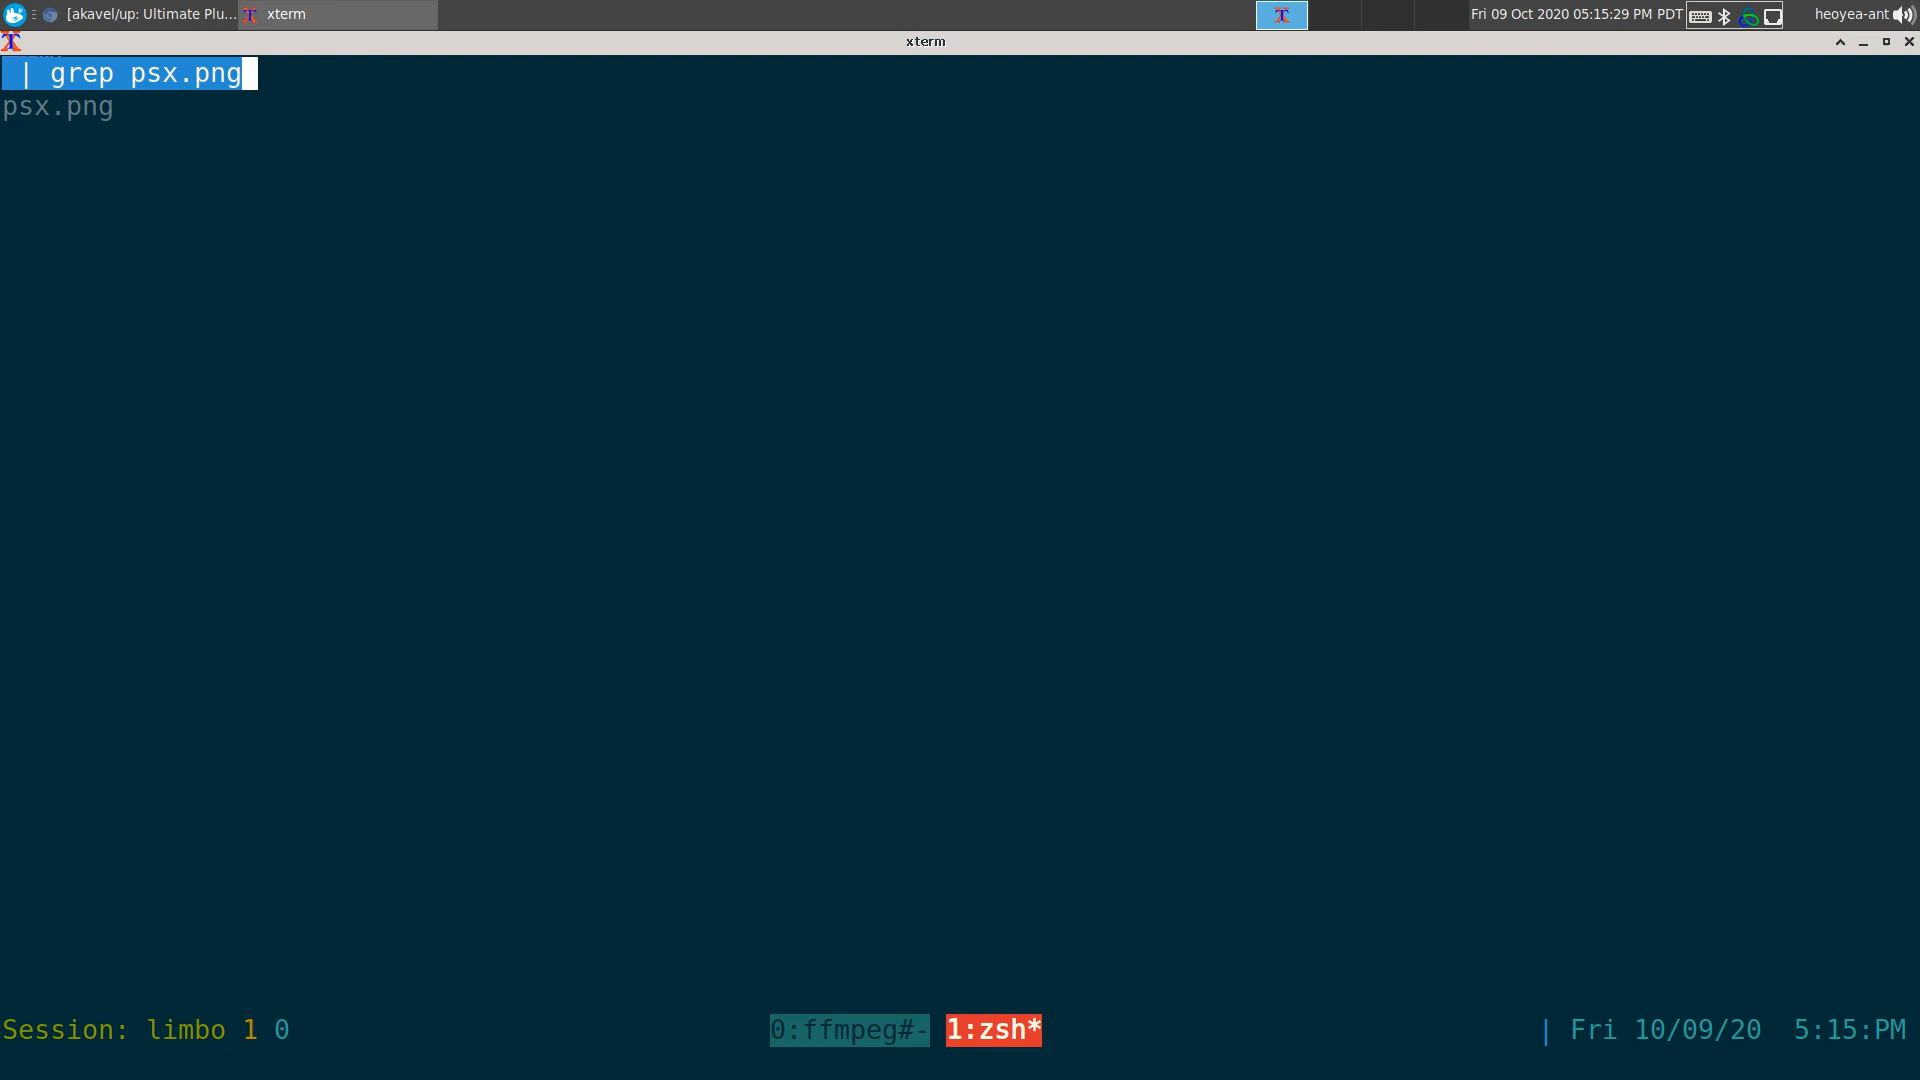 [akavel/up: Ultimate Plu... xterm Fri 09 Oct 2020 05:15:29 PM PDT heoyea-ant
xterm
| grep psx.png
psx.png
Session: limbo 1 0 0:ffmpeg#- 1:zsh* | Fri 10/09/20 5:15:PM